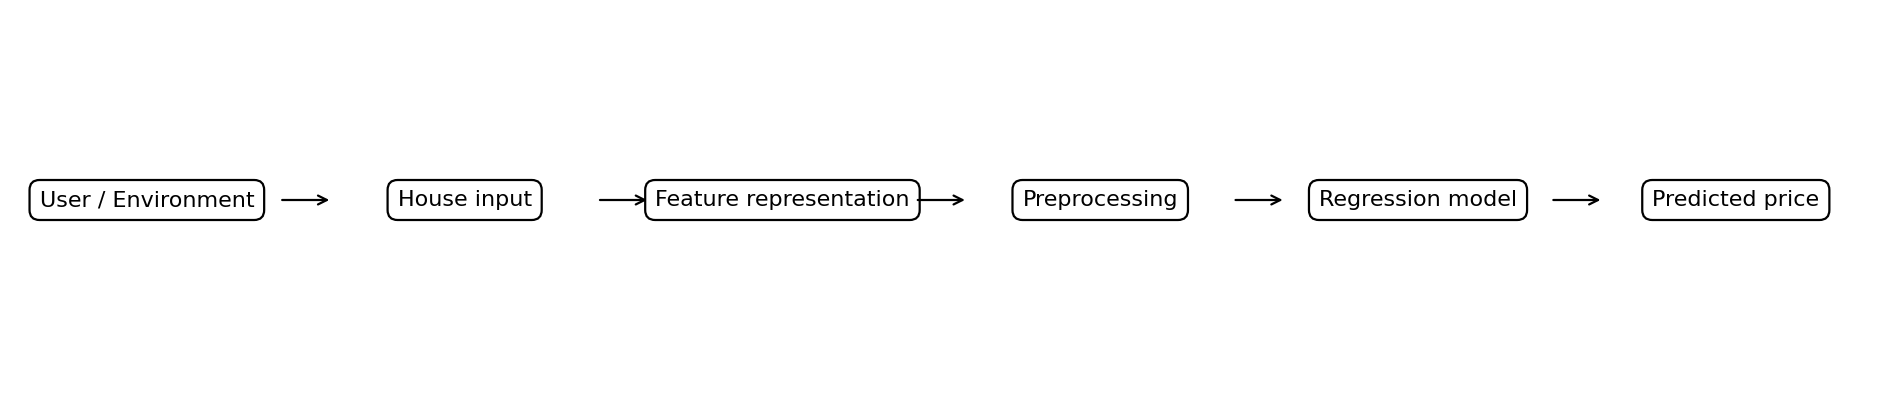 User / Environment
House input
Feature representation
Preprocessing
Regression model
Predicted price